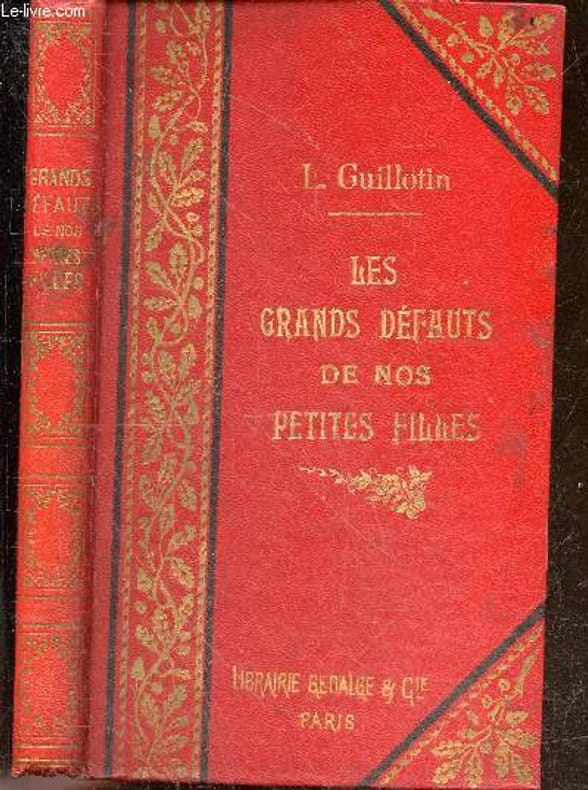 Le-livre.com
GRANDS
DÉFAUTS
DE NOS
PETITES
FILLES
L. Guillotin
LES
GRANDS DÉFAUTS
DE NOS
PETITES FILLES
LIBRAIRIE GEDALGE & CIE
PARIS